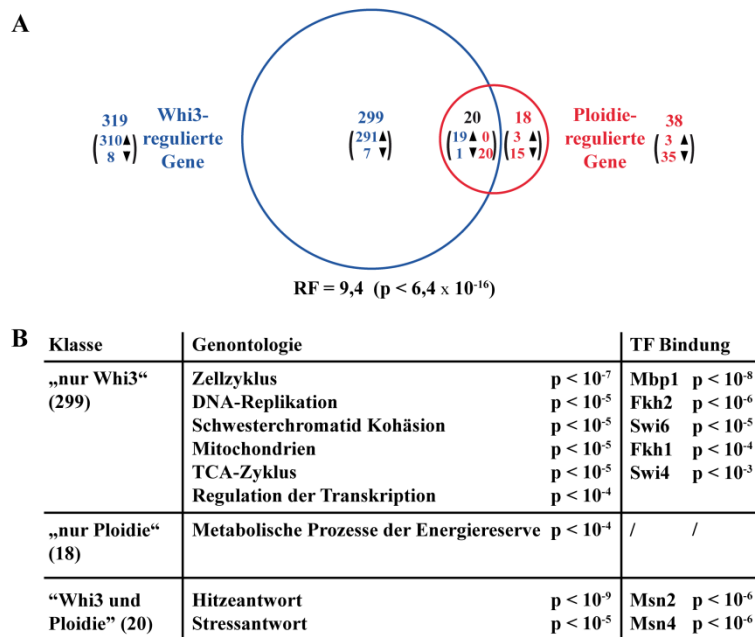 A
319
(310▲
8▼)
Whi3-
regulierte
Gene
299
(291▲
7▼)
20
(19▲0
1▼20)
18
(3▲
15▼)
Ploidie-
regulierte
Gene
38
(3▲
35▼)
RF = 9,4 (p < 6,4 x 10⁻¹⁶)
B
Klasse Genontologie TF Bindung
„nur Whi3“ Zellzyklus p < 10⁻⁷ Mbp1 p < 10⁻⁸
(299) DNA-Replikation p < 10⁻⁵ Fkh2 p < 10⁻⁶
Schwesterchromatid Kohäsion p < 10⁻⁵ Swi6 p < 10⁻⁵
Mitochondrien p < 10⁻⁵ Fkh1 p < 10⁻⁴
TCA-Zyklus p < 10⁻⁵ Swi4 p < 10⁻³
Regulation der Transkription p < 10⁻⁴
„nur Ploidie“ Metabolische Prozesse der Energiereserve p < 10⁻⁴ / /
(18)
“Whi3 und Hitzeantwort p < 10⁻⁹ Msn2 p < 10⁻⁶
Ploidie” (20) Stressantwort p < 10⁻⁵ Msn4 p < 10⁻⁶